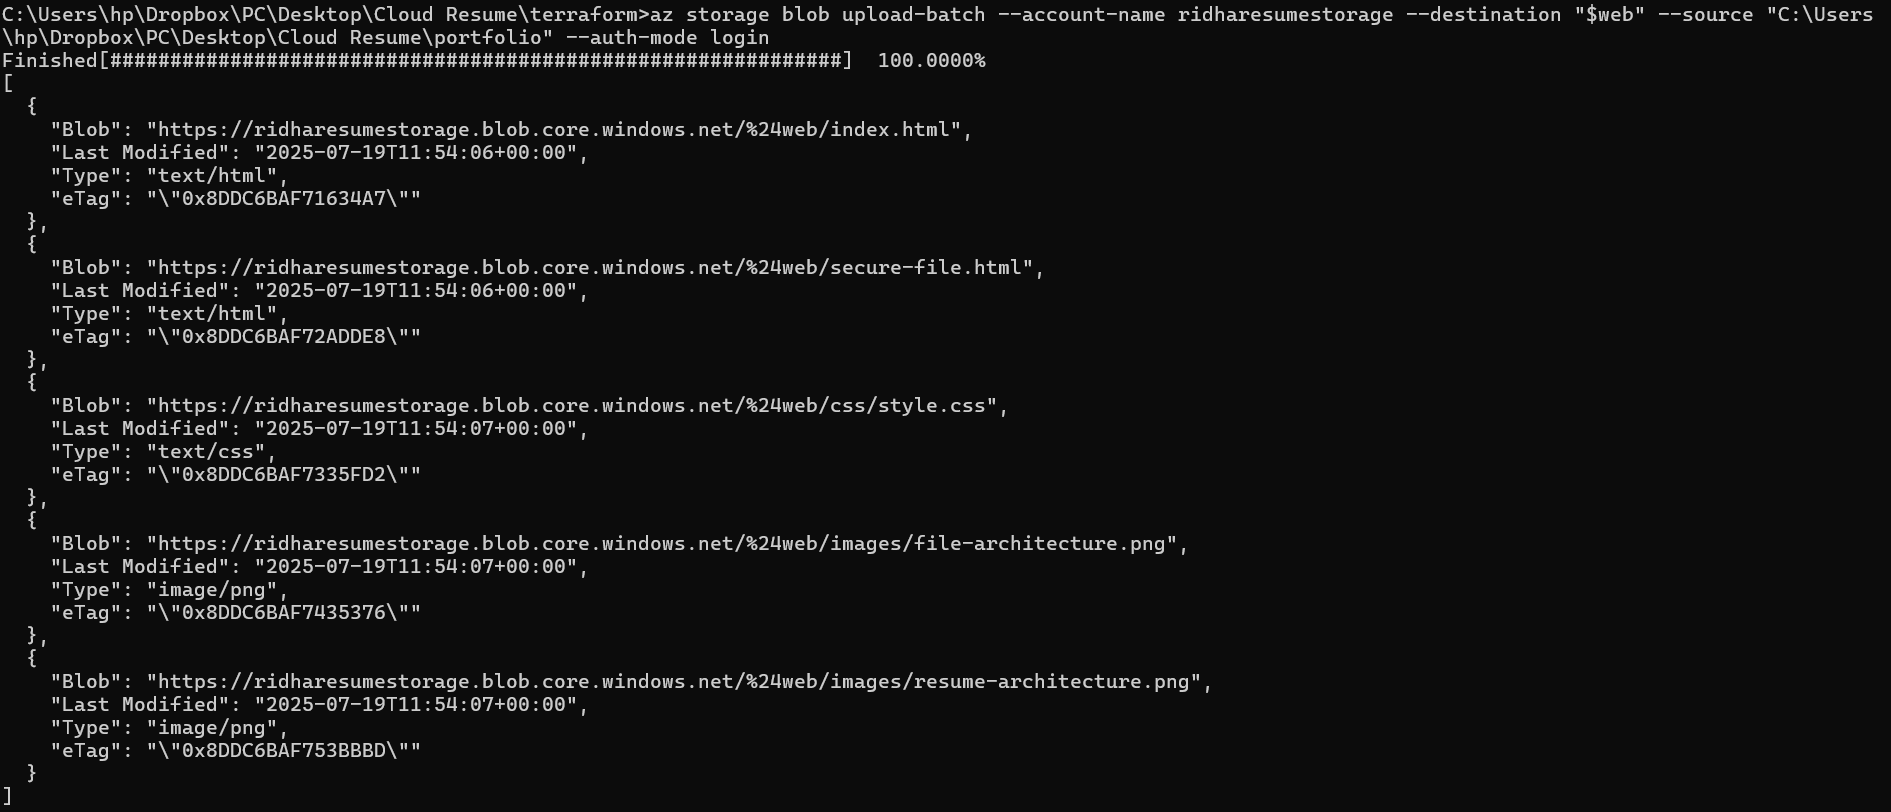 C:\Users\hp\Dropbox\PC\Desktop\Cloud Resume\terraform>az storage blob upload-batch --account-name ridharesumestorage --destination "$web" --source "C:\Users
\hp\Dropbox\PC\Desktop\Cloud Resume\portfolio" --auth-mode login
Finished[#############################################################]  100.0000%
[
  {
    "Blob": "https://ridharesumestorage.blob.core.windows.net/%24web/index.html",
    "Last Modified": "2025-07-19T11:54:06+00:00",
    "Type": "text/html",
    "eTag": "\"0x8DDC6BAF71634A7\""
  },
  {
    "Blob": "https://ridharesumestorage.blob.core.windows.net/%24web/secure-file.html",
    "Last Modified": "2025-07-19T11:54:06+00:00",
    "Type": "text/html",
    "eTag": "\"0x8DDC6BAF72ADDE8\""
  },
  {
    "Blob": "https://ridharesumestorage.blob.core.windows.net/%24web/css/style.css",
    "Last Modified": "2025-07-19T11:54:07+00:00",
    "Type": "text/css",
    "eTag": "\"0x8DDC6BAF7335FD2\""
  },
  {
    "Blob": "https://ridharesumestorage.blob.core.windows.net/%24web/images/file-architecture.png",
    "Last Modified": "2025-07-19T11:54:07+00:00",
    "Type": "image/png",
    "eTag": "\"0x8DDC6BAF7435376\""
  },
  {
    "Blob": "https://ridharesumestorage.blob.core.windows.net/%24web/images/resume-architecture.png",
    "Last Modified": "2025-07-19T11:54:07+00:00",
    "Type": "image/png",
    "eTag": "\"0x8DDC6BAF753BBBD\""
  }
]